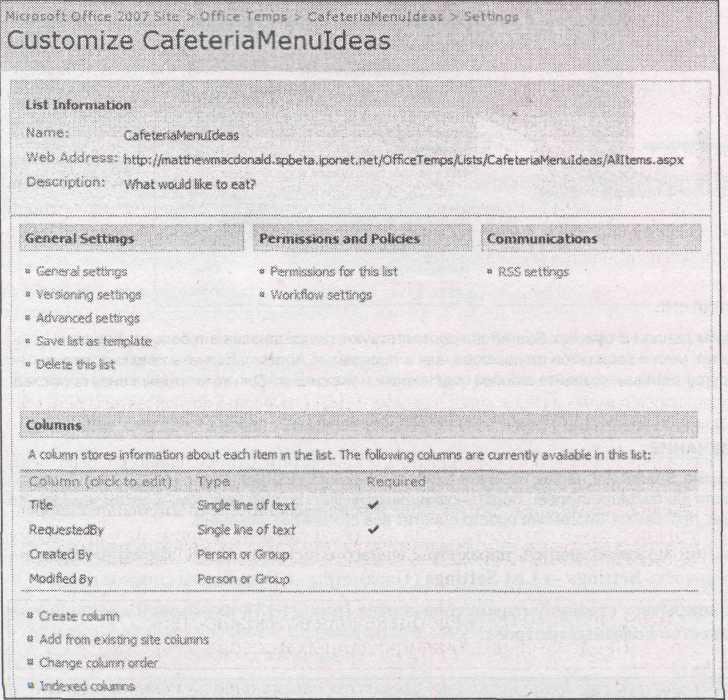 Microsoft Office 2007 Site > Office Temps > CafeteriaMenuIdeas > Settings
Customize CafeteriaMenuIdeas
List Information
Name: CafeteriaMenuIdeas
Web Address: http://matthewmacdonald.spbeta.iponet.net/OfficeTemps/Lists/CafeteriaMenuIdeas/AllItems.aspx
Description: What would like to eat?
General Settings
General settings
Versioning settings
Advanced settings
Save list as template
Delete this list
Permissions and Policies
Permissions for this list
Workflow settings
Communications
RSS settings
Columns
A column stores information about each item in the list. The following columns are currently available in this list:
Column (click to edit) Type Required
Title Single line of text ✔
RequestedBy Single line of text ✔
Created By Person or Group
Modified By Person or Group
Create column
Add from existing site columns
Change column order
Indexed columns